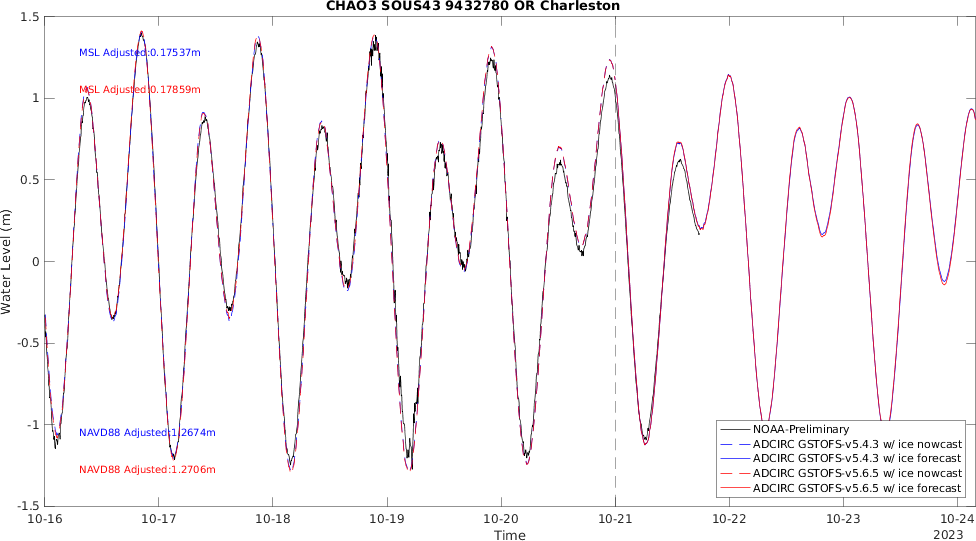 CHAO3 SOUS43 9432780 OR Charleston
1.5
1
0.5
0
-0.5
-1
-1.5
Water Level (m)
MSL Adjusted:0.17537m
MSL Adjusted:0.17859m
NAVD88 Adjusted:1.2674m
NAVD88 Adjusted:1.2706m
NOAA-Preliminary
ADCIRC GSTOFS-v5.4.3 w/ ice nowcast
ADCIRC GSTOFS-v5.4.3 w/ ice forecast
ADCIRC GSTOFS-v5.6.5 w/ ice nowcast
ADCIRC GSTOFS-v5.6.5 w/ ice forecast
10-16 10-17 10-18 10-19 10-20 10-21 10-22 10-23 10-24
Time
2023